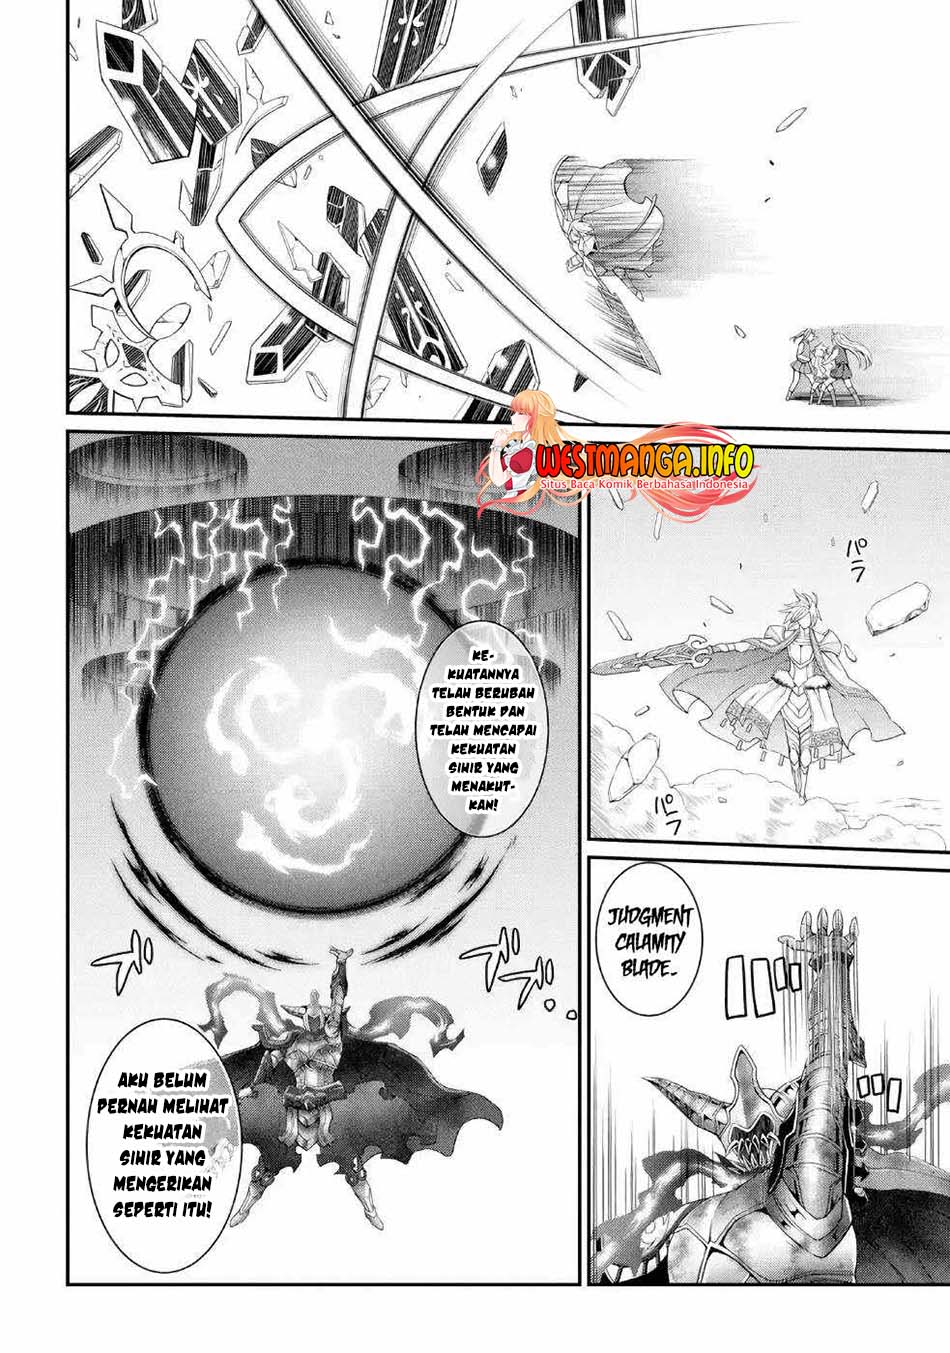 WESTMANGA.INFO
Situs Baca Komik Berbahasa Indonesia
パラ
パラ
JUDGMENT
CALAMITY
BLADE..
KE-
KUATANNYA
TELAH BERUBAH
BENTUK DAN
TELAH MENCAPAI
KEKUATAN
SIHIR YANG
MENAKUT-
KAN!
AKU BELUM
PERNAH MELIHAT
KEKUATAN
SIHIR YANG
MENGERIKAN
SEPERTI ITU!